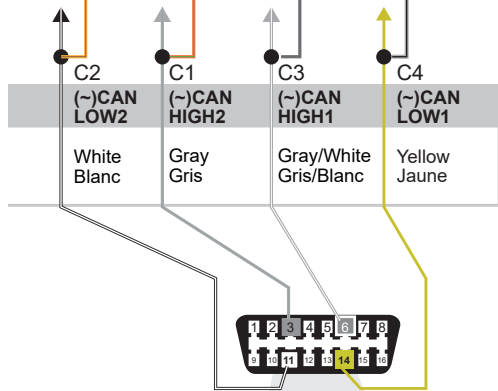 C2 C1 C3 C4
(~)CAN (~)CAN (~)CAN (~)CAN
LOW2 HIGH2 HIGH1 LOW1
White Gray Gray/White Yellow
Blanc Gris Gris/Blanc Jaune
1 2 3 4 5 6 7 8
9 10 11 12 13 14 15 16